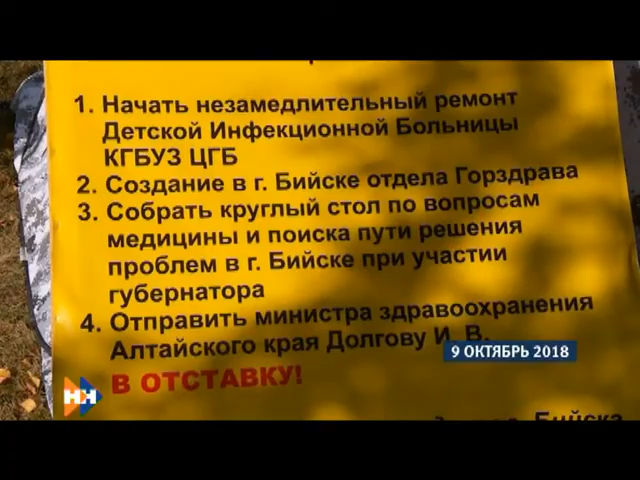 1. Начать незамедлительный ремонт
Детской Инфекционной Больницы
КГБУЗ ЦГБ
2. Создание в г. Бийске отдела Горздрава
3. Собрать круглый стол по вопросам
медицины и поиска пути решения
проблем в г. Бийске при участии
губернатора
4. Отправить министра здравоохранения
Алтайского края Долгову И. В.
9 ОКТЯБРЬ 2018
В ОТСТАВКУ!
НН
Бийска